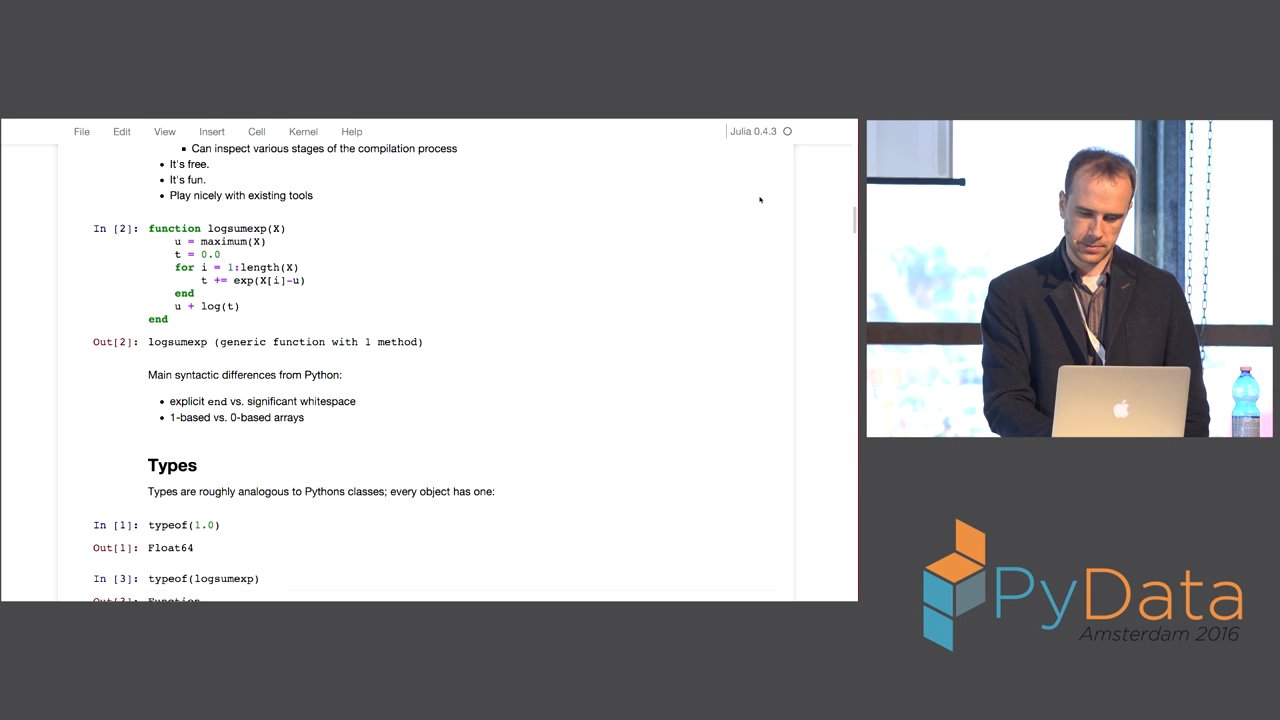 File Edit View Insert Cell Kernel Help Julia 0.4.3
Can inspect various stages of the compilation process
It's free.
It's fun.
Play nicely with existing tools
In [2]: function logsumexp(X)
u = maximum(X)
t = 0.0
for i = 1:length(X)
t += exp(X[i]-u)
end
u + log(t)
end
Out[2]: logsumexp (generic function with 1 method)
Main syntactic differences from Python:
explicit end vs. significant whitespace
1-based vs. 0-based arrays
Types
Types are roughly analogous to Pythons classes; every object has one:
In [1]: typeof(1.0)
Out[1]: Float64
In [3]: typeof(logsumexp)
Out[3]: Function
PyData
Amsterdam 2016